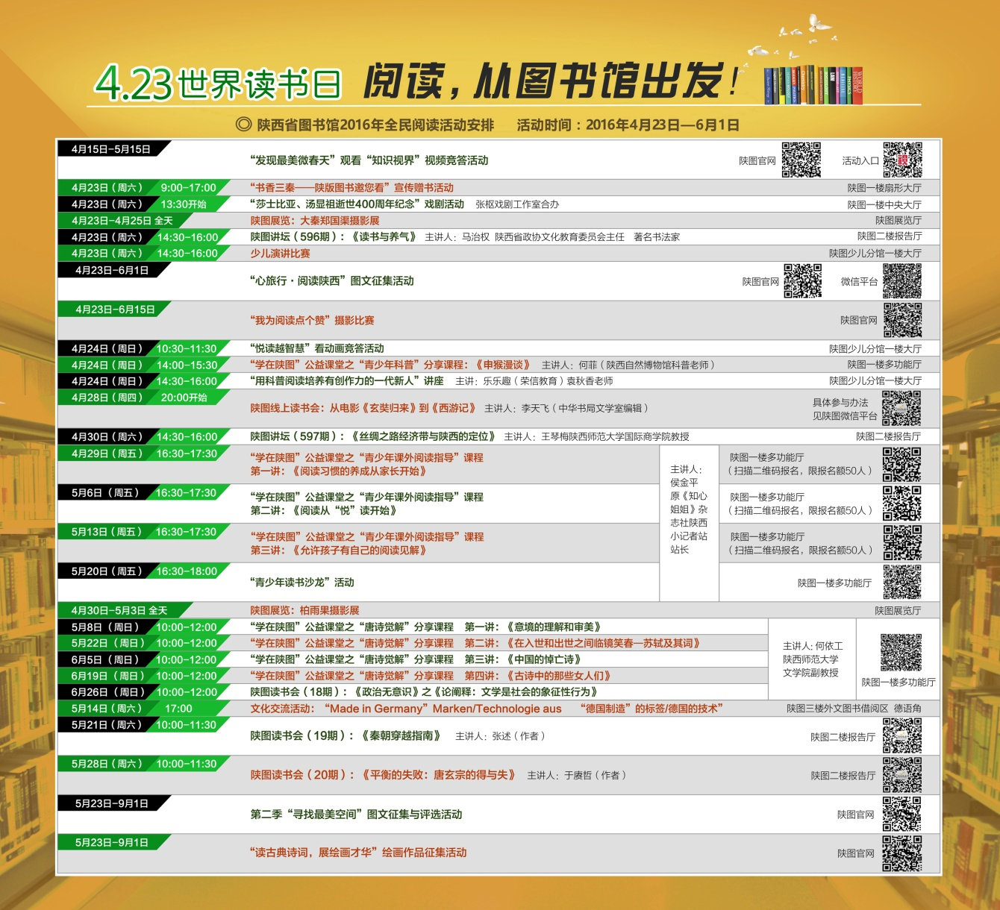 4.23世界读书日 阅读，从图书馆出发！
◎ 陕西省图书馆2016年全民阅读活动安排 活动时间：2016年4月23日—6月1日
4月15日-5月15日
“发现最美微春天”观看“知识视界”视频竞答活动 陕图官网 活动入口
4月23日（周六） 9:00-17:00 “书香三秦——陕版图书邀您看”宣传赠书活动 陕图一楼扇形大厅
4月23日（周六） 13:30开始 “莎士比亚、汤显祖逝世400周年纪念”戏剧活动 张枢戏剧工作室合办 陕图一楼中央大厅
4月23日-4月25日 全天 陕图展览：大秦郑国渠摄影展 陕图展览厅
4月23日（周六） 14:30-16:00 陕图讲坛（596期）：《读书与养气》 主讲人：马治权 陕西省政协文化教育委员会主任 著名书法家 陕图二楼报告厅
4月23日（周六） 14:30-16:00 少儿演讲比赛 陕图少儿分馆一楼大厅
4月23日-6月1日
“心旅行·阅读陕西”图文征集活动 陕图官网 微信平台
4月23日-6月15日
“我为阅读点个赞”摄影比赛 陕图官网
4月24日（周日） 10:30-11:30 “悦读越智慧”看动画竞答活动 陕图少儿分馆一楼大厅
4月24日（周日） 14:00-15:30 “学在陕图”公益课堂之“青少年科普”分享课程：《申猴漫谈》 主讲人：何菲（陕西自然博物馆科普老师） 陕图一楼多功能厅
4月24日（周日） 14:30-16:00 “用科普阅读培养有创作力的一代新人”讲座 主讲：乐乐趣（荣信教育）袁秋香老师 陕图少儿分馆一楼大厅
4月28日（周四） 20:00开始
陕图线上读书会：从电影《玄奘归来》到《西游记》 主讲人：李天飞（中华书局文学室编辑）
具体参与办法
见陕图微信平台
4月30日（周六） 14:30-16:00 陕图讲坛（597期）：《丝绸之路经济带与陕西的定位》 主讲人：王琴梅陕西师范大学国际商学院教授 陕图二楼报告厅
4月29日（周五） 16:30-17:30
“学在陕图”公益课堂之“青少年课外阅读指导”课程
第一讲：《阅读习惯的养成从家长开始》
陕图一楼多功能厅
（扫描二维码报名，限报名额50人）
5月6日（周五） 16:30-17:30
“学在陕图”公益课堂之“青少年课外阅读指导”课程
第二讲：《阅读从“悦”读开始》
陕图一楼多功能厅
（扫描二维码报名，限报名额50人）
5月13日（周五） 16:30-17:30
“学在陕图”公益课堂之“青少年课外阅读指导”课程
第三讲：《允许孩子有自己的阅读见解》
陕图一楼多功能厅
（扫描二维码报名，限报名额50人）
5月20日（周五） 16:30-18:00
“青少年读书沙龙”活动
陕图一楼多功能厅
主讲人：
侯金平
原《知心
姐姐》杂
志社陕西
小记者站
站长
4月30日-5月3日 全天 陕图展览：柏雨果摄影展 陕图展览厅
5月8日（周日） 10:00-12:00 “学在陕图”公益课堂之“唐诗觉解”分享课程 第一讲：《意境的理解和审美》
5月22日（周日） 10:00-12:00 “学在陕图”公益课堂之“唐诗觉解”分享课程 第二讲：《在入世和出世之间临镜笑春—苏轼及其词》
6月5日（周日） 10:00-12:00 “学在陕图”公益课堂之“唐诗觉解”分享课程 第三讲：《中国的悼亡诗》
6月19日（周日） 10:00-12:00 “学在陕图”公益课堂之“唐诗觉解”分享课程 第四讲：《古诗中的那些女人们》
6月26日（周日） 10:00-12:00 陕图读书会（18期）：《政治无意识》之《论阐释：文学是社会的象征性行为》
主讲人：何依工
陕西师范大学
文学院副教授
陕图一楼多功能厅
5月14日（周六） 17:00 文化交流活动：“Made in Germany”Marken/Technologie aus “德国制造”的标签/德国的技术” 陕图三楼外文图书借阅区 德语角
5月21日（周六） 10:00-11:30
陕图读书会（19期）：《秦朝穿越指南》 主讲人：张述（作者） 陕图二楼报告厅
5月28日（周六） 10:00-11:30
陕图读书会（20期）：《平衡的失败：唐玄宗的得与失》 主讲人：于赓哲（作者） 陕图二楼报告厅
5月23日-9月1日
第二季“寻找最美空间”图文征集与评选活动 陕图官网
5月23日-9月1日
“读古典诗词，展绘画才华”绘画作品征集活动 陕图官网